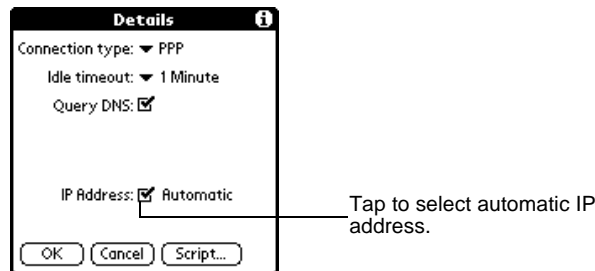 Details
Connection type: PPP
Idle timeout: 1 Minute
Query DNS:
IP Address: Automatic
Tap to select automatic IP
address.
OK Cancel Script...